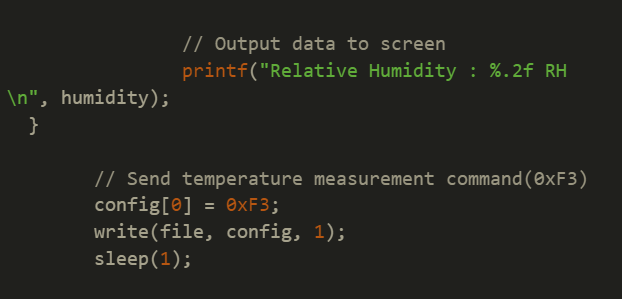 // Output data to screen
printf("Relative Humidity : %.2f RH
\n", humidity);
}
// Send temperature measurement command(0xF3)
config[0] = 0xF3;
write(file, config, 1);
sleep(1);